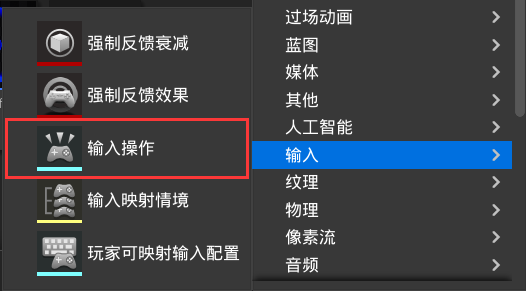 强制反馈衰减
强制反馈效果
输入操作
输入映射情境
玩家可映射输入配置
过场动画
蓝图
媒体
其他
人工智能
输入
纹理
物理
像素流
音频